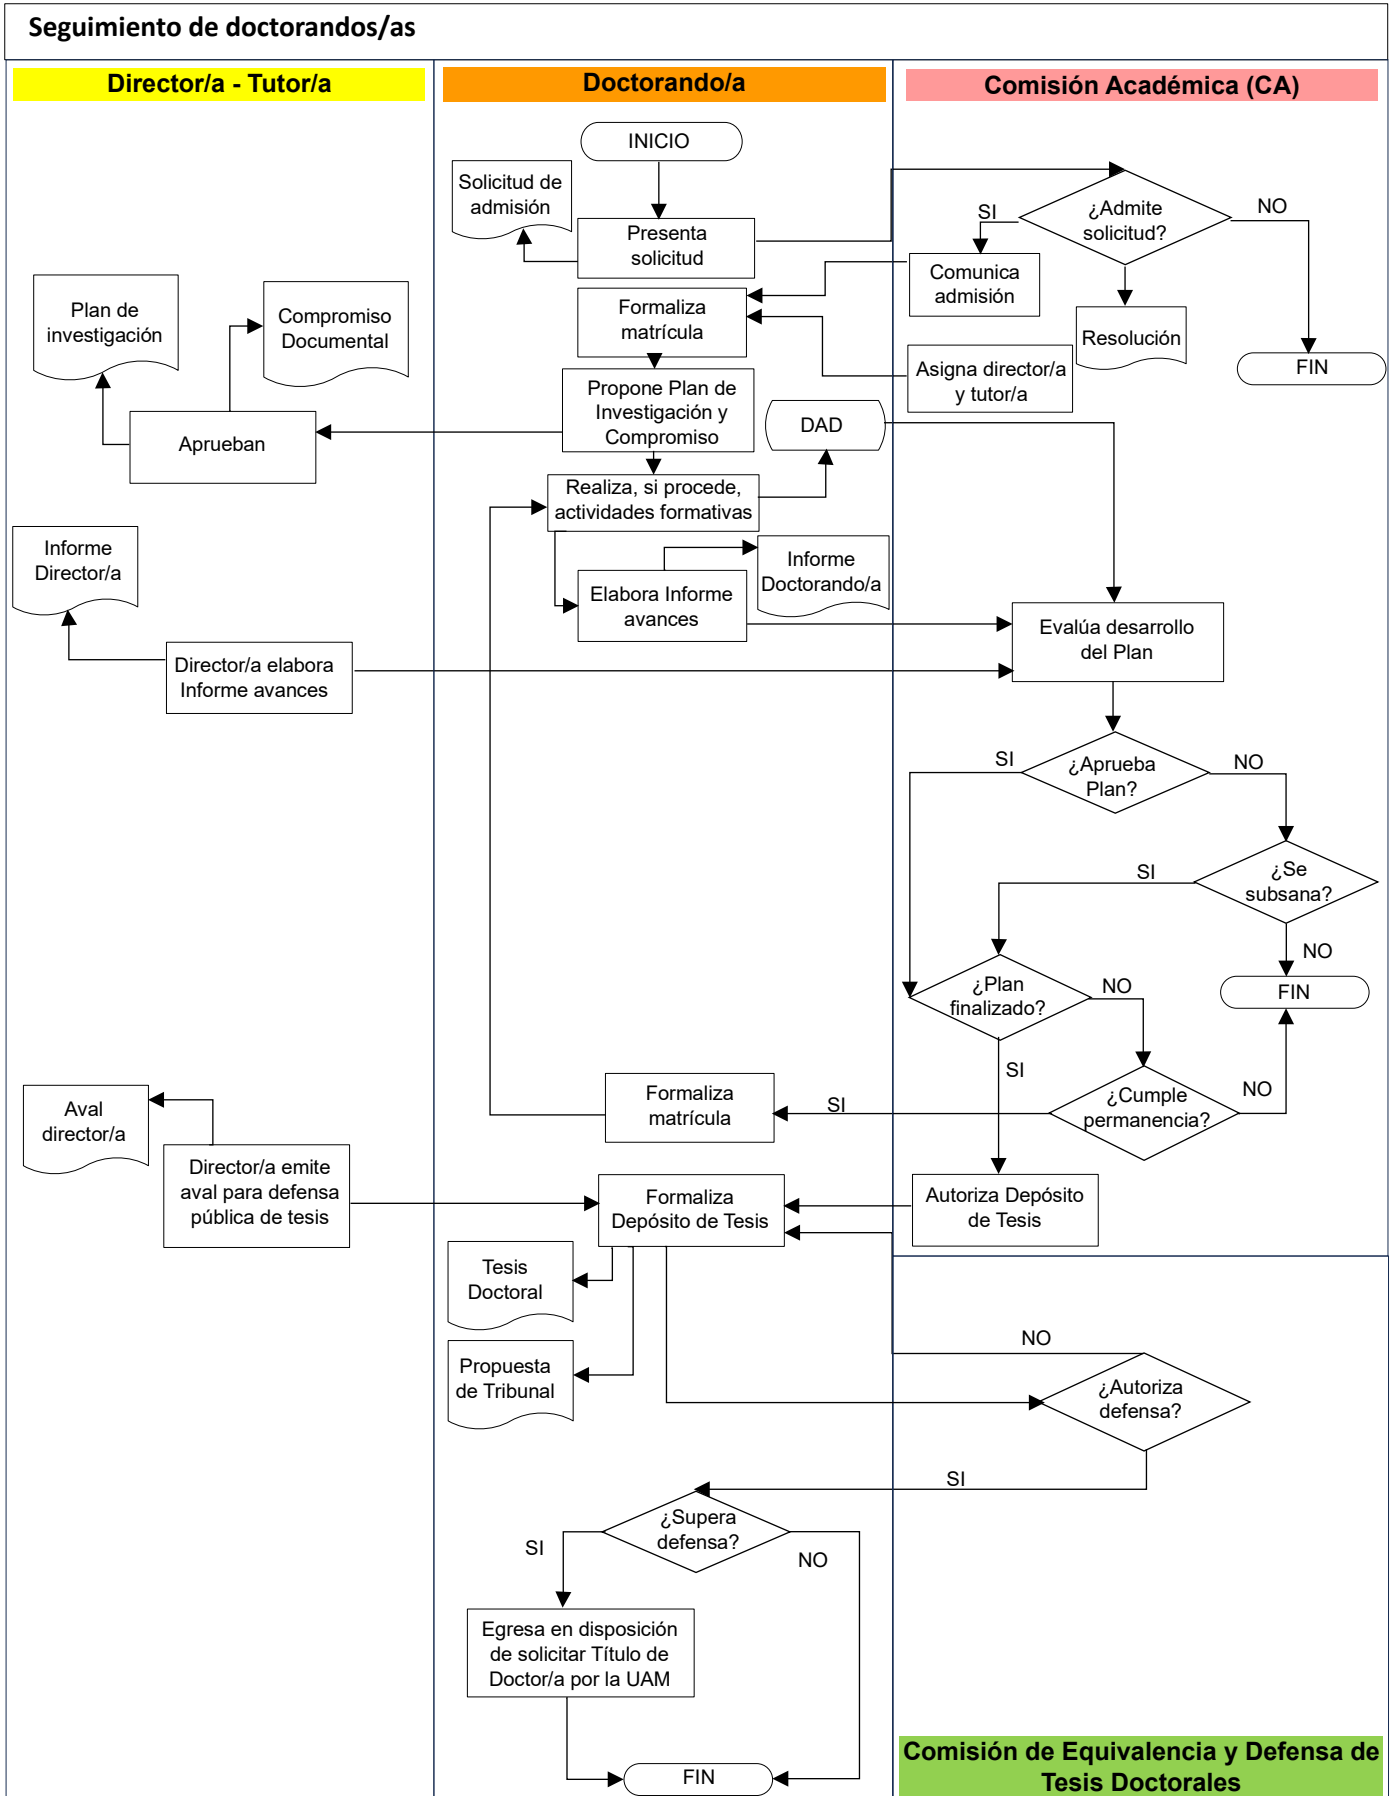 Seguimiento de doctorandos/as
Director/a - Tutor/a
Doctorando/a
Comisión Académica (CA)
INICIO
Solicitud de
admisión
Presenta
solicitud
¿Admite
solicitud?
SI
NO
Comunica
admisión
Resolución
FIN
Plan de
investigación
Compromiso
Documental
Formaliza
matrícula
Asigna director/a
y tutor/a
Propone Plan de
Investigación y
Compromiso
DAD
Aprueban
Realiza, si procede,
actividades formativas
Informe
Director/a
Informe
Doctorando/a
Elabora Informe
avances
Evalúa desarrollo
del Plan
Director/a elabora
Informe avances
SI
¿Aprueba
Plan?
NO
SI
¿Se
subsana?
NO
¿Plan
finalizado?
NO
FIN
SI
Formaliza
matrícula
SI
¿Cumple
permanencia?
NO
Aval
director/a
Director/a emite
aval para defensa
pública de tesis
Formaliza
Depósito de Tesis
Autoriza Depósito
de Tesis
Tesis
Doctoral
NO
Propuesta
de Tribunal
¿Autoriza
defensa?
SI
¿Supera
defensa?
SI
NO
Egresa en disposición
de solicitar Título de
Doctor/a por la UAM
FIN
Comisión de Equivalencia y Defensa de
Tesis Doctorales